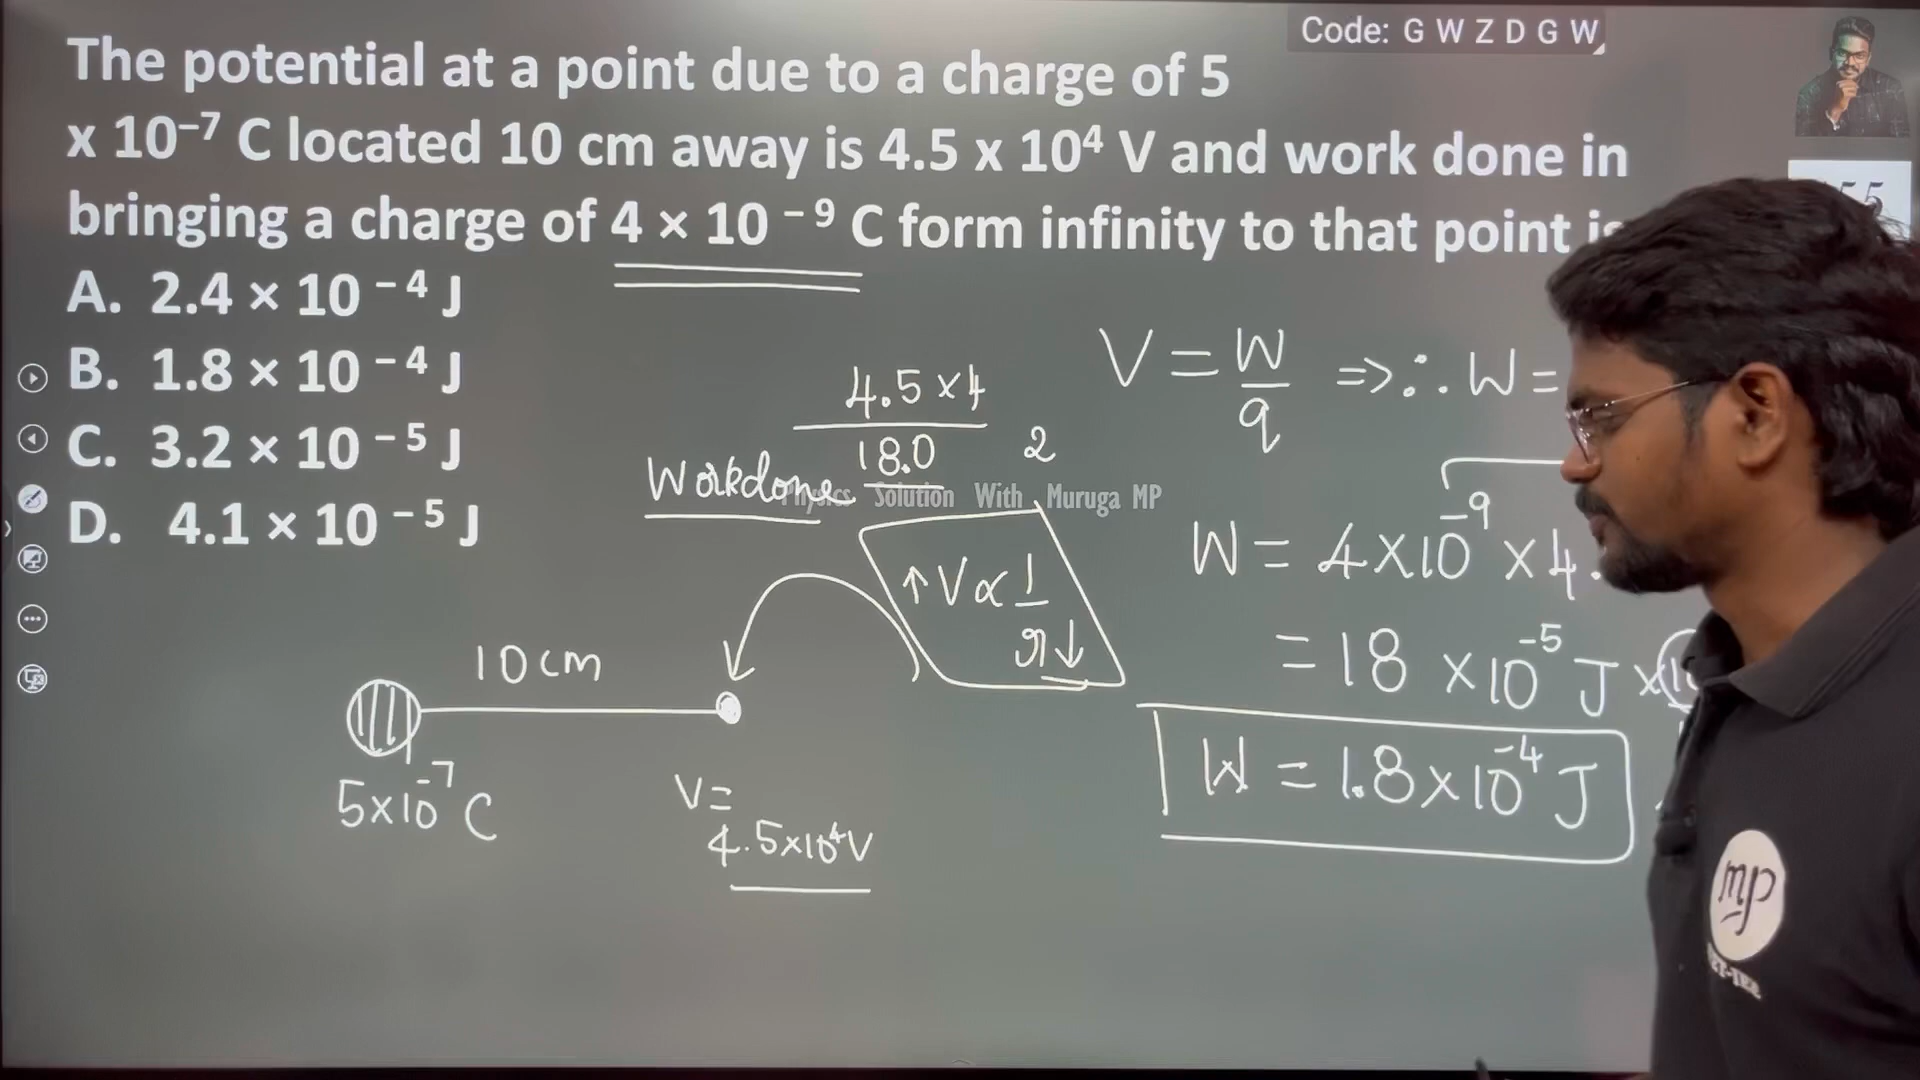 Code: G W Z D G W
The potential at a point due to a charge of 5
x 10⁻⁷ C located 10 cm away is 4.5 x 10⁴ V and work done in
bringing a charge of 4 × 10 ⁻⁹ C form infinity to that point
A. 2.4 × 10 ⁻⁴ J
B. 1.8 × 10 ⁻⁴ J
C. 3.2 × 10 ⁻⁵ J
D. 4.1 × 10 ⁻⁵ J
4.5 × 4
18.0
2
Workdone
Physics Solution With Muruga MP
↑ V ∝ 1/r ↓
10 cm
5×10⁻⁷ C
V=
4.5×10⁴V
V = W/q => ∴ W =
W = 4×10⁻⁹ × 4.
= 18 × 10⁻⁵ J ×
W = 1.8×10⁻⁴ J
mp